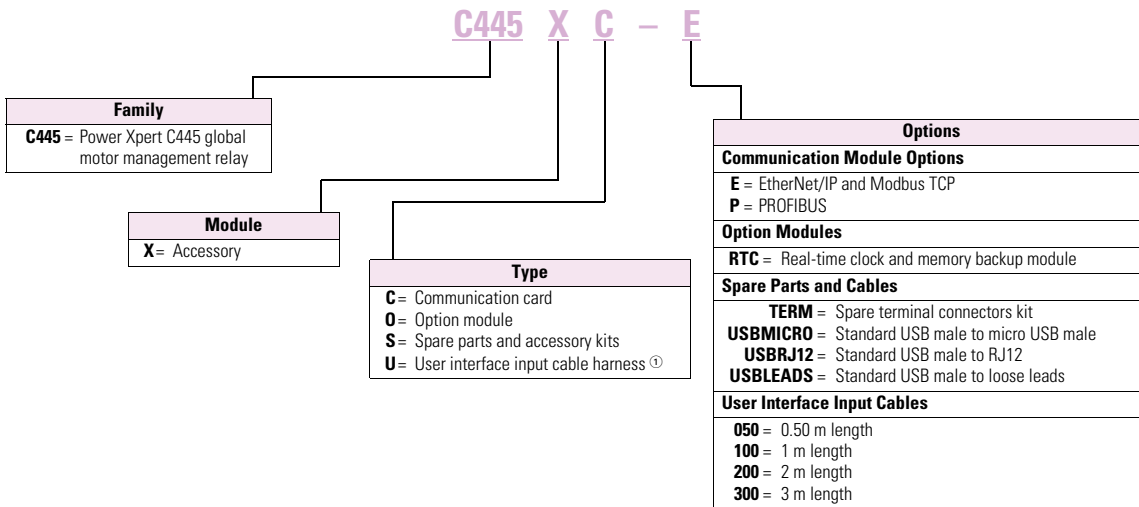 C445 X C – E
Family
C445 = Power Xpert C445 global
motor management relay
Module
X = Accessory
Type
C = Communication card
O = Option module
S = Spare parts and accessory kits
U = User interface input cable harness ①
Options
Communication Module Options
E = EtherNet/IP and Modbus TCP
P = PROFIBUS
Option Modules
RTC = Real-time clock and memory backup module
Spare Parts and Cables
TERM = Spare terminal connectors kit
USBMICRO = Standard USB male to micro USB male
USBRJ12 = Standard USB male to RJ12
USBLEADS = Standard USB male to loose leads
User Interface Input Cables
050 = 0.50 m length
100 = 1 m length
200 = 2 m length
300 = 3 m length